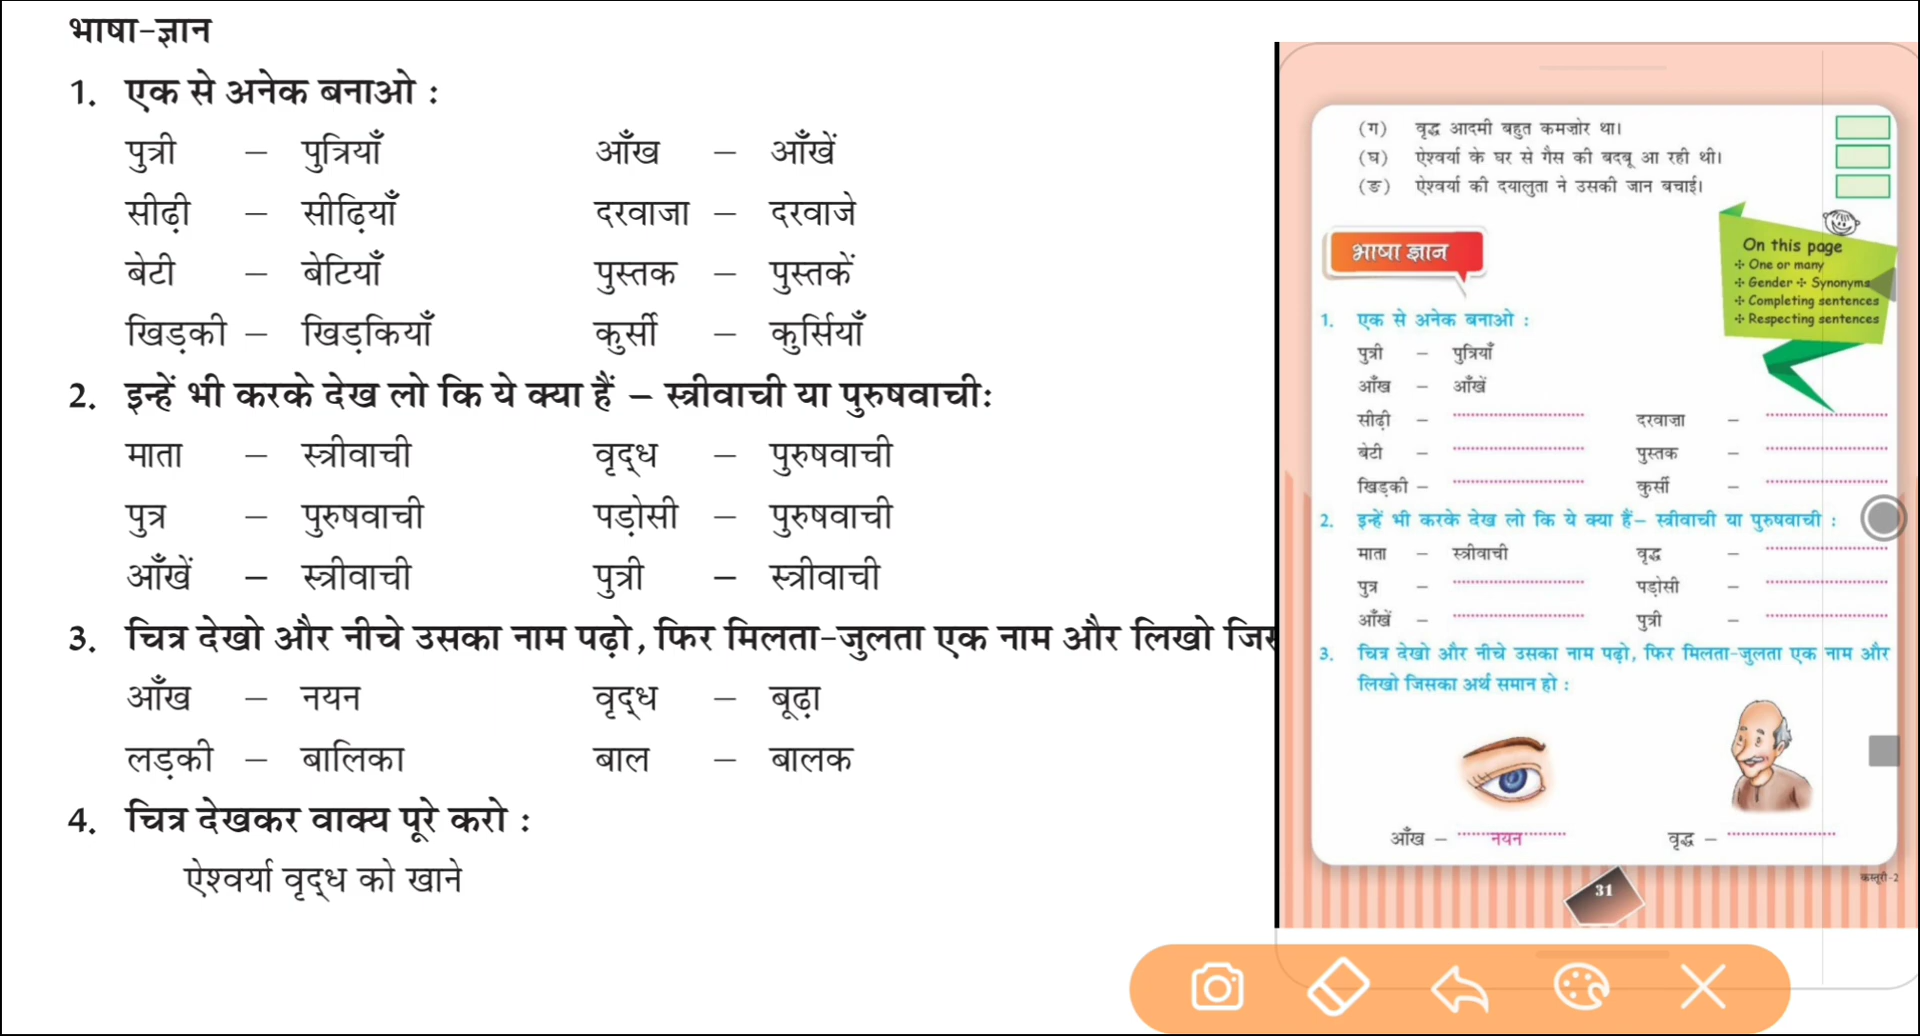 भाषा-ज्ञान
1. एक से अनेक बनाओ :
पुत्री – पुत्रियाँ आँख – आँखें
सीढ़ी – सीढ़ियाँ दरवाजा – दरवाजे
बेटी – बेटियाँ पुस्तक – पुस्तकें
खिड़की – खिड़कियाँ कुर्सी – कुर्सियाँ
2. इन्हें भी करके देख लो कि ये क्या हैं – स्त्रीवाची या पुरुषवाची:
माता – स्त्रीवाची वृद्ध – पुरुषवाची
पुत्र – पुरुषवाची पड़ोसी – पुरुषवाची
आँखें – स्त्रीवाची पुत्री – स्त्रीवाची
3. चित्र देखो और नीचे उसका नाम पढ़ो, फिर मिलता-जुलता एक नाम और लिखो जिस
आँख – नयन वृद्ध – बूढ़ा
लड़की – बालिका बाल – बालक
4. चित्र देखकर वाक्य पूरे करो :
ऐश्वर्या वृद्ध को खाने
(ग) वृद्ध आदमी बहुत कमज़ोर था।
(घ) ऐश्वर्या के घर से गैस की बदबू आ रही थी।
(ङ) ऐश्वर्या की दयालुता ने उसकी जान बचाई।
भाषा ज्ञान
On this page
✣ One or many
✣ Gender ✣ Synonyms
✣ Completing sentences
✣ Respecting sentences
1. एक से अनेक बनाओ :
पुत्री – पुत्रियाँ
आँख – आँखें
सीढ़ी – दरवाज़ा –
बेटी – पुस्तक –
खिड़की – कुर्सी –
2. इन्हें भी करके देख लो कि ये क्या हैं– स्त्रीवाची या पुरुषवाची :
माता – स्त्रीवाची वृद्ध –
पुत्र – पड़ोसी –
आँखें – पुत्री –
3. चित्र देखो और नीचे उसका नाम पढ़ो, फिर मिलता-जुलता एक नाम और
लिखो जिसका अर्थ समान हो :
आँख – नयन वृद्ध –
31
कस्तूरी-2